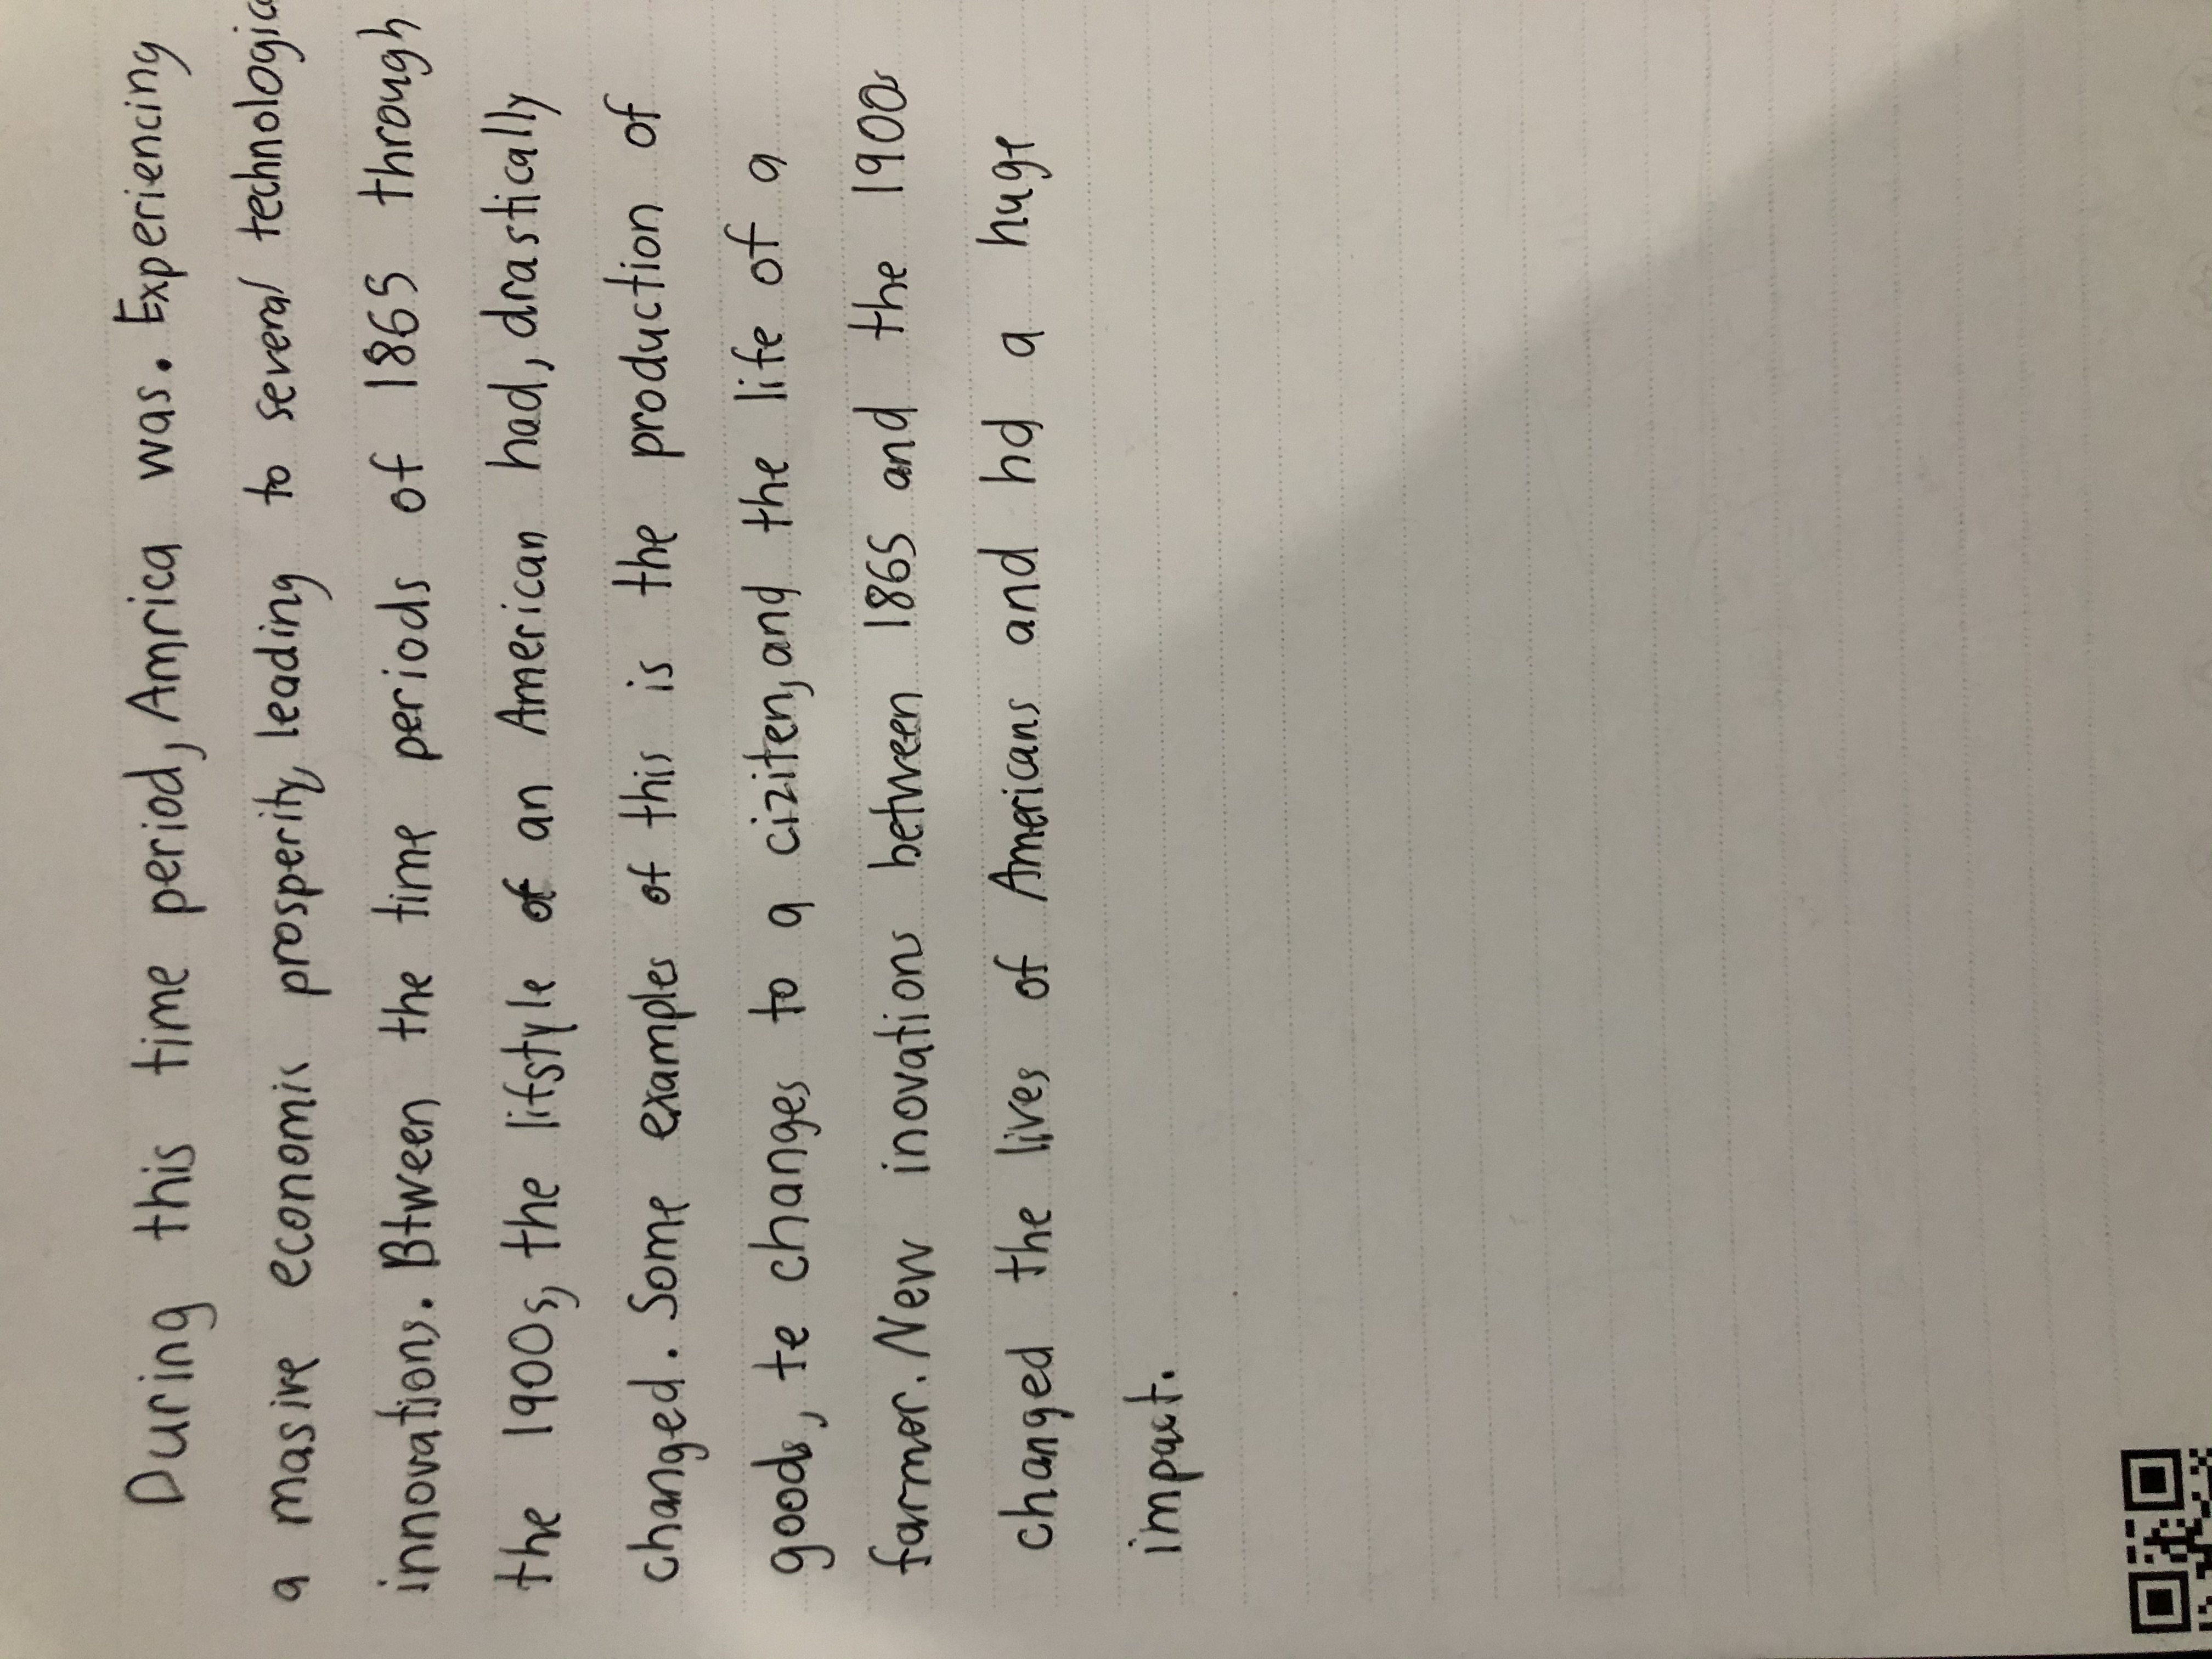 During this time period, Amrica was. Experiencing
a masive economic prosperity, leading to several technologic
innovations. Btween the time periods of 1865 through
the 1900s, the lifstyle of an American had, drastically
changed. Some examples of this is the production of
goods, te changes to a ciziten, and the life of a
farmer. New inovations between 1865 and the 1900s
changed the lives of Americans and hd a huge
impact.